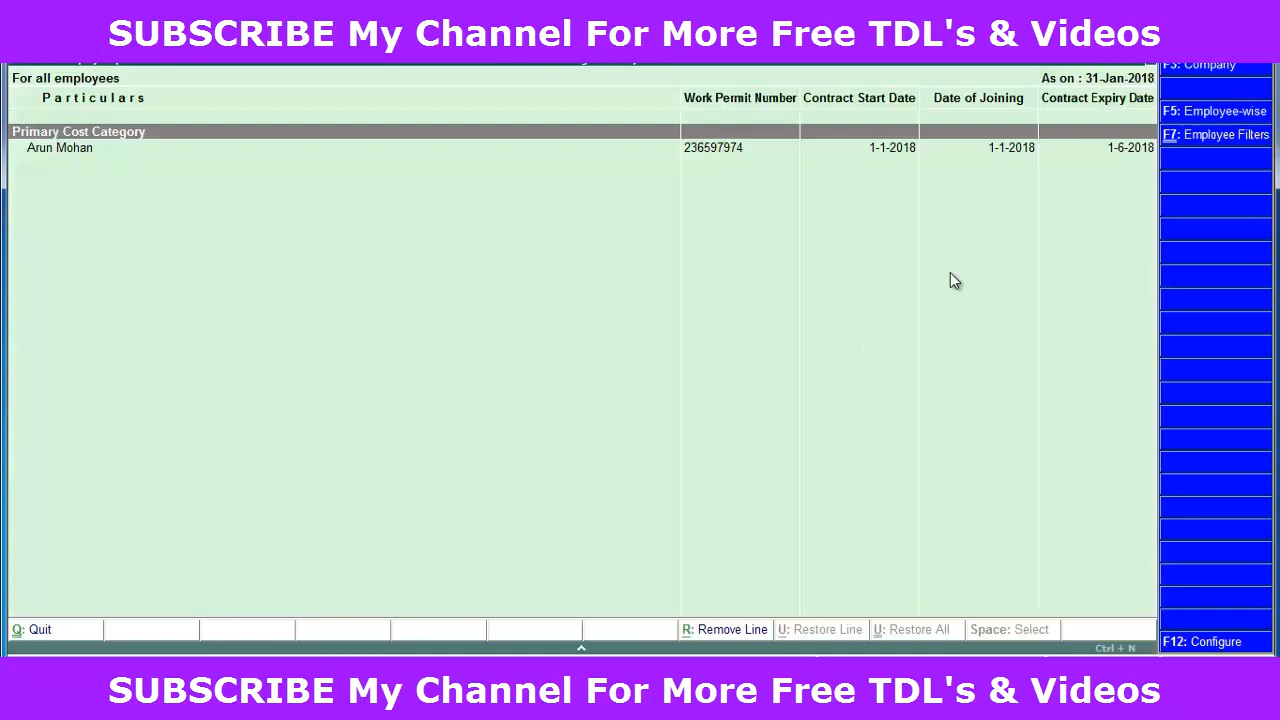 SUBSCRIBE My Channel For More Free TDL's & Videos
F3: Company
For all employees As on : 31-Jan-2018
Particulars Work Permit Number Contract Start Date Date of Joining Contract Expiry Date
F5: Employee-wise
Primary Cost Category
F7: Employee Filters
Arun Mohan 236597974 1-1-2018 1-1-2018 1-6-2018
Q: Quit R: Remove Line U: Restore Line U: Restore All Space: Select
F12: Configure
Ctrl + N
SUBSCRIBE My Channel For More Free TDL's & Videos